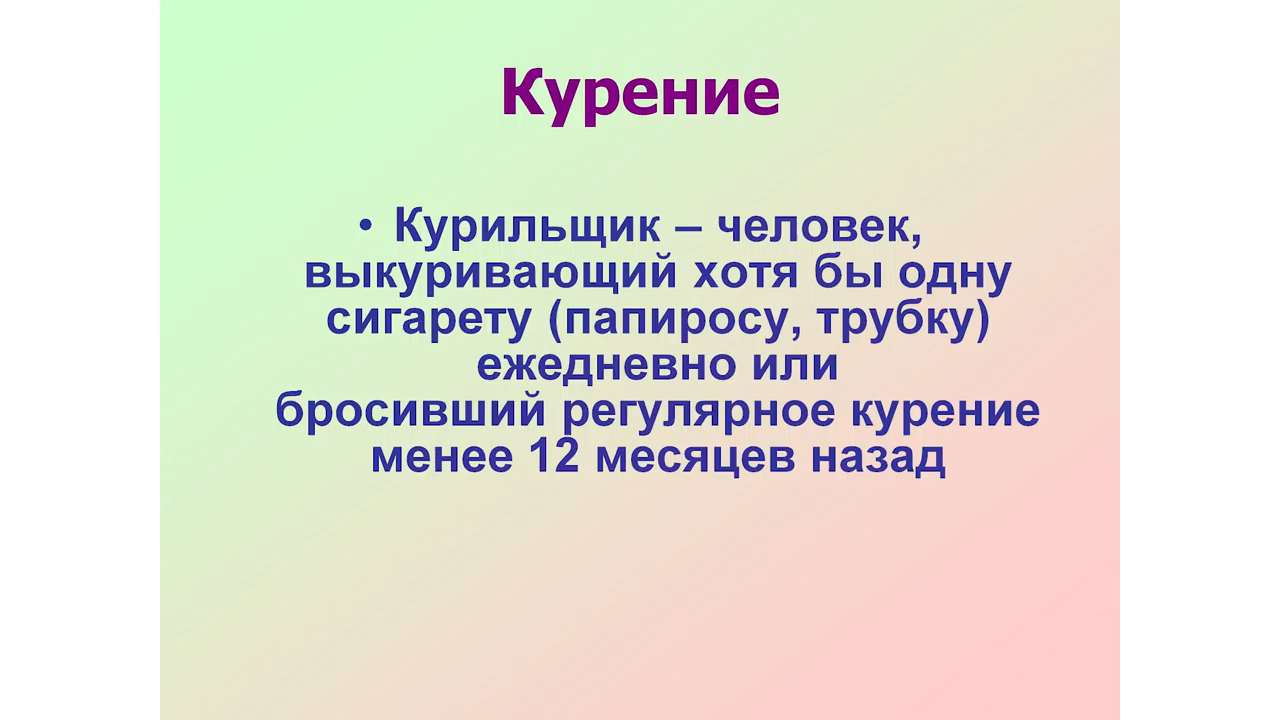 Курение
• Курильщик – человек,
выкуривающий хотя бы одну
сигарету (папиросу, трубку)
ежедневно или
бросивший регулярное курение
менее 12 месяцев назад